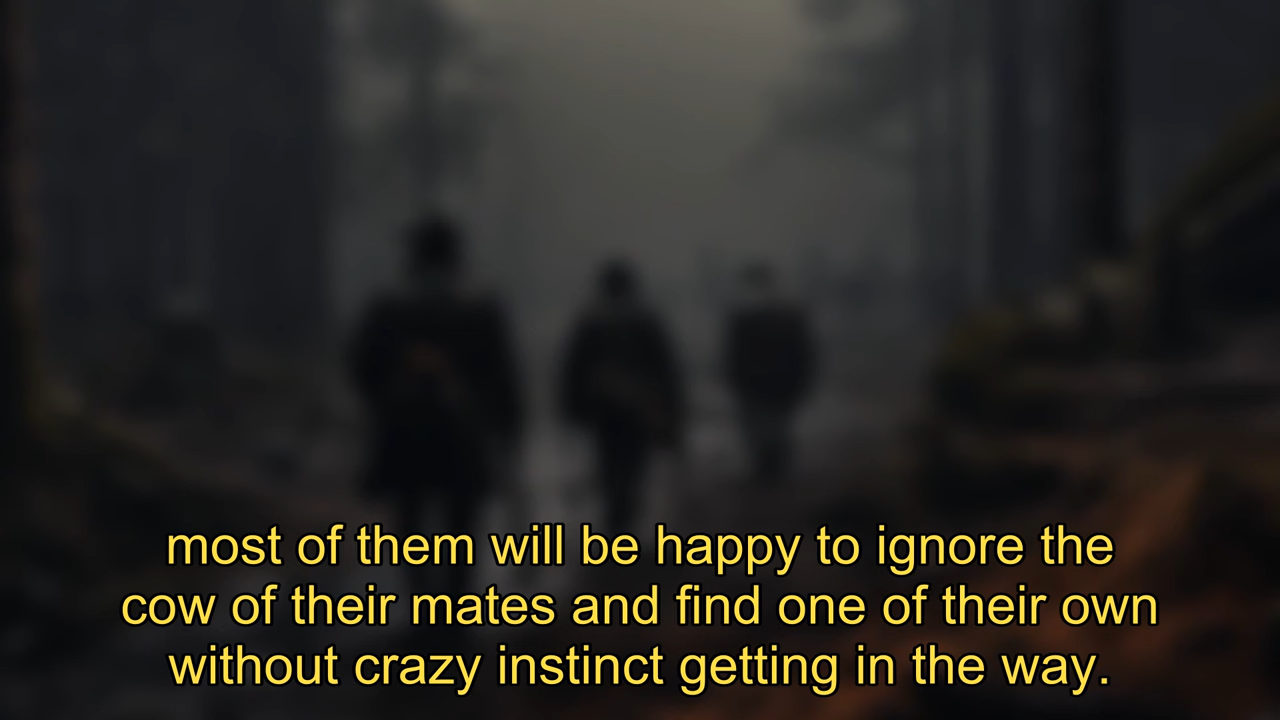 most of them will be happy to ignore the
cow of their mates and find one of their own
without crazy instinct getting in the way.